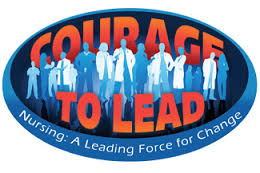 COURAGE
TO LEAD
Nursing: A Leading Force for Change